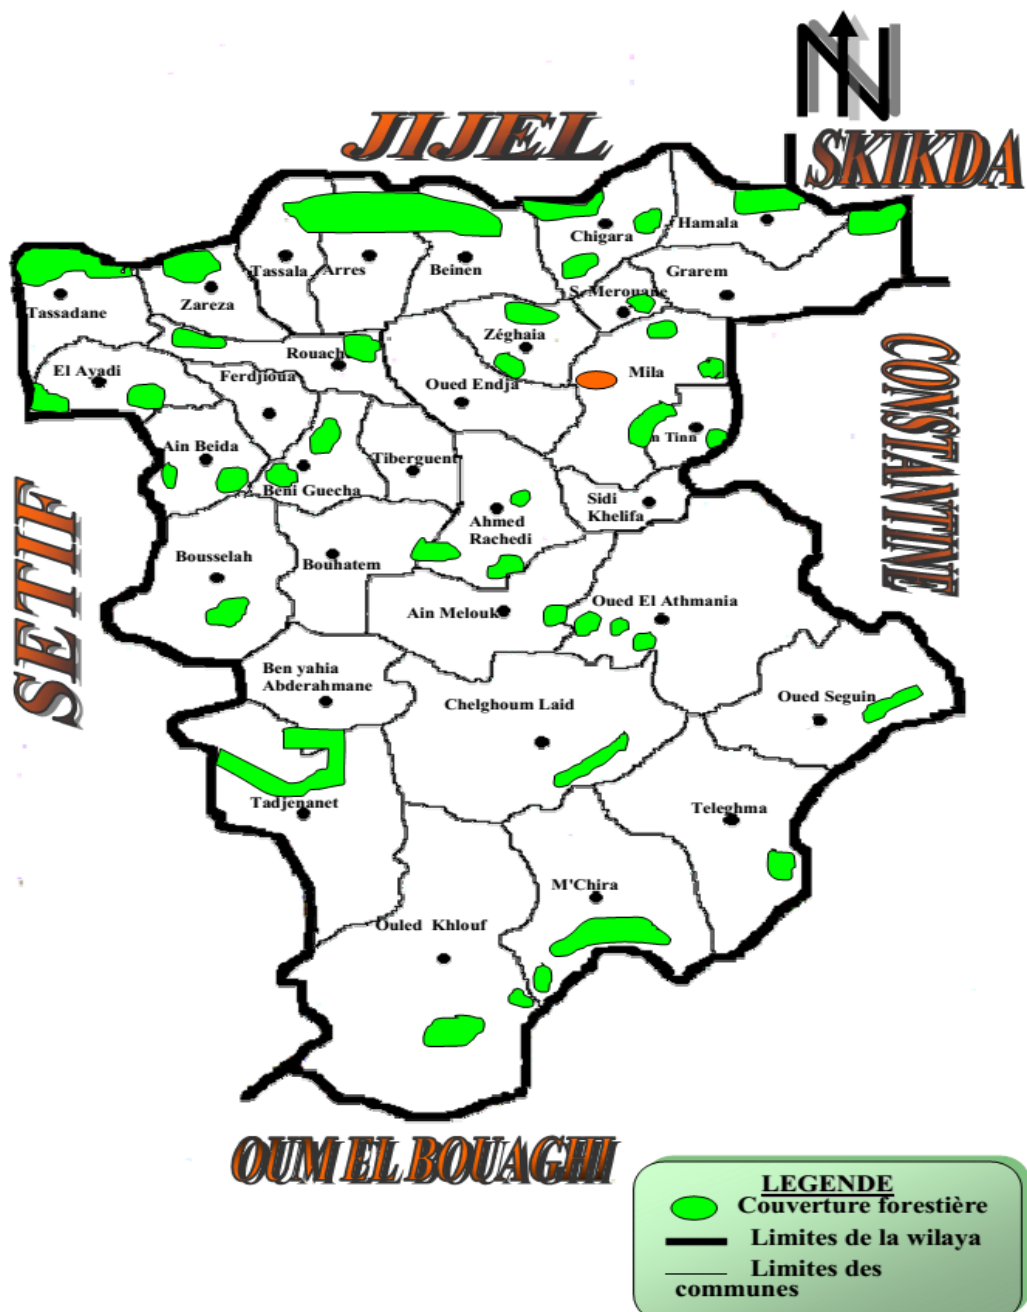 N
JIJEL
SKIKDA
Hamala
Chigara
Tassala
Arres
Beinen
Grarem
S. Merouane
Tassadane
Zareza
Zéghaia
Rouach
Mila
El Ayadi
Ferdjioua
Oued Endja
CONSTANTINE
n Tinn
Ain Beida
Tiberguent
Beni Guecha
Sidi
Khelifa
SETIF
Ahmed
Rachedi
Bousselah
Bouhatem
Ain Melouk
Oued El Athmania
Ben yahia
Abderahmane
Chelghoum Laid
Oued Seguin
Tadjenanet
Teleghma
M'Chira
Ouled Khlouf
OUM EL BOUAGHI
LEGENDE
Couverture forestière
Limites de la wilaya
Limites des
communes